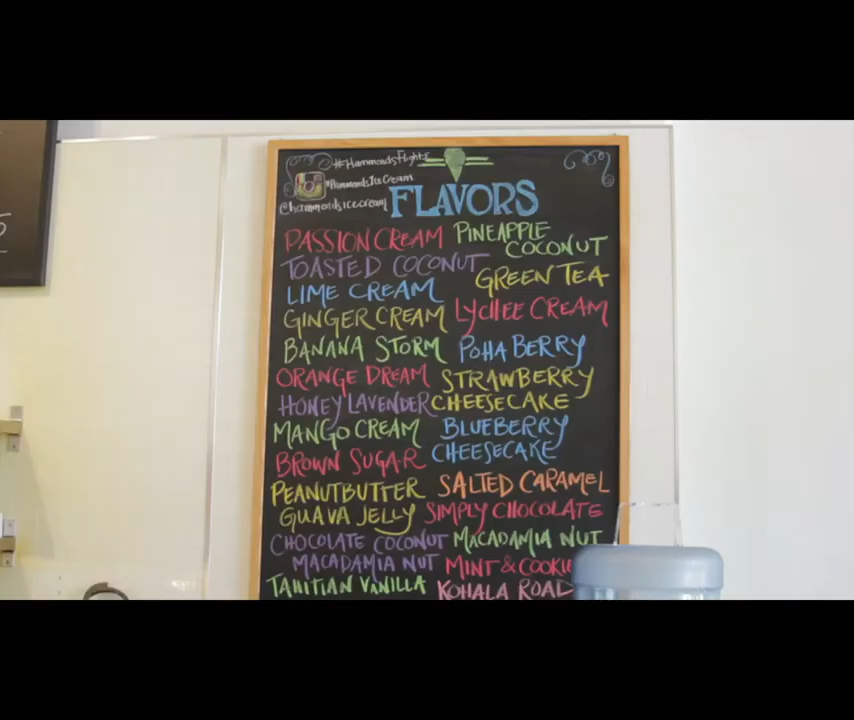 #HammondsFlights
#HammondsIceCream
@hammondsicecream
FLAVORS
PASSION CREAM
TOASTED COCONUT
LIME CREAM
GINGER CREAM
BANANA STORM
ORANGE DREAM
HONEY LAVENDER
MANGO CREAM
BROWN SUGAR
PEANUTBUTTER
GUAVA JELLY
CHOCOLATE COCONUT
MACADAMIA NUT
TAHITIAN VANILLA
PINEAPPLE
COCONUT
GREEN TEA
LYCHEE CREAM
POHA BERRY
STRAWBERRY
CHEESECAKE
BLUEBERRY
CHEESECAKE
SALTED CARAMEL
SIMPLY CHOCOLATE
MACADAMIA NUT
MINT & COOKIE
KOHALA ROAD
5